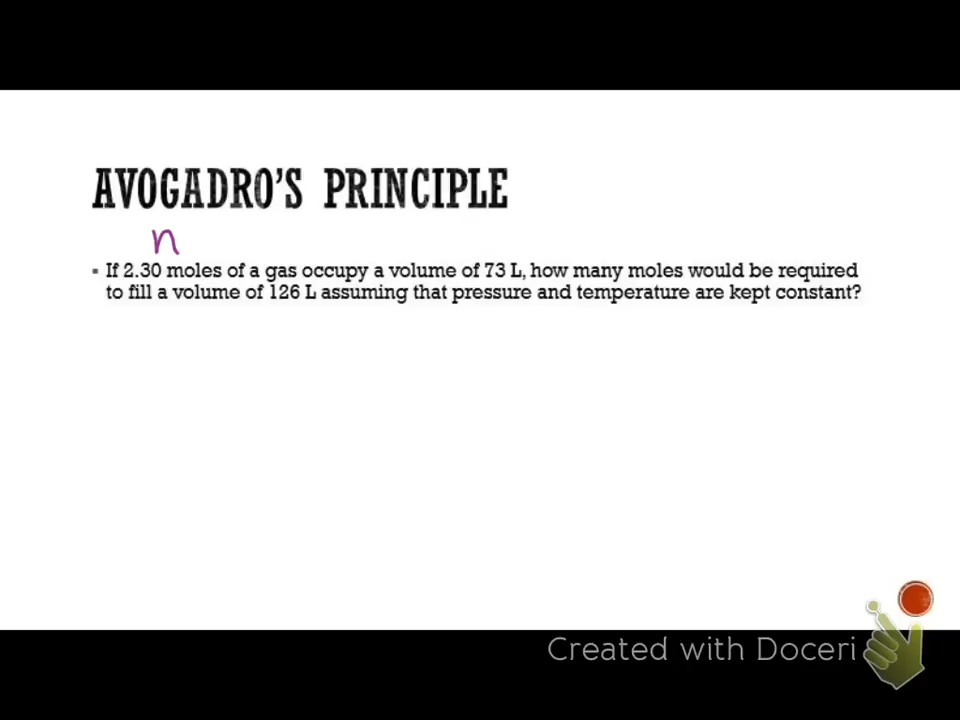 AVOGADRO'S PRINCIPLE
n
▪ If 2.30 moles of a gas occupy a volume of 73 L, how many moles would be required
to fill a volume of 126 L assuming that pressure and temperature are kept constant?
Created with Doceri